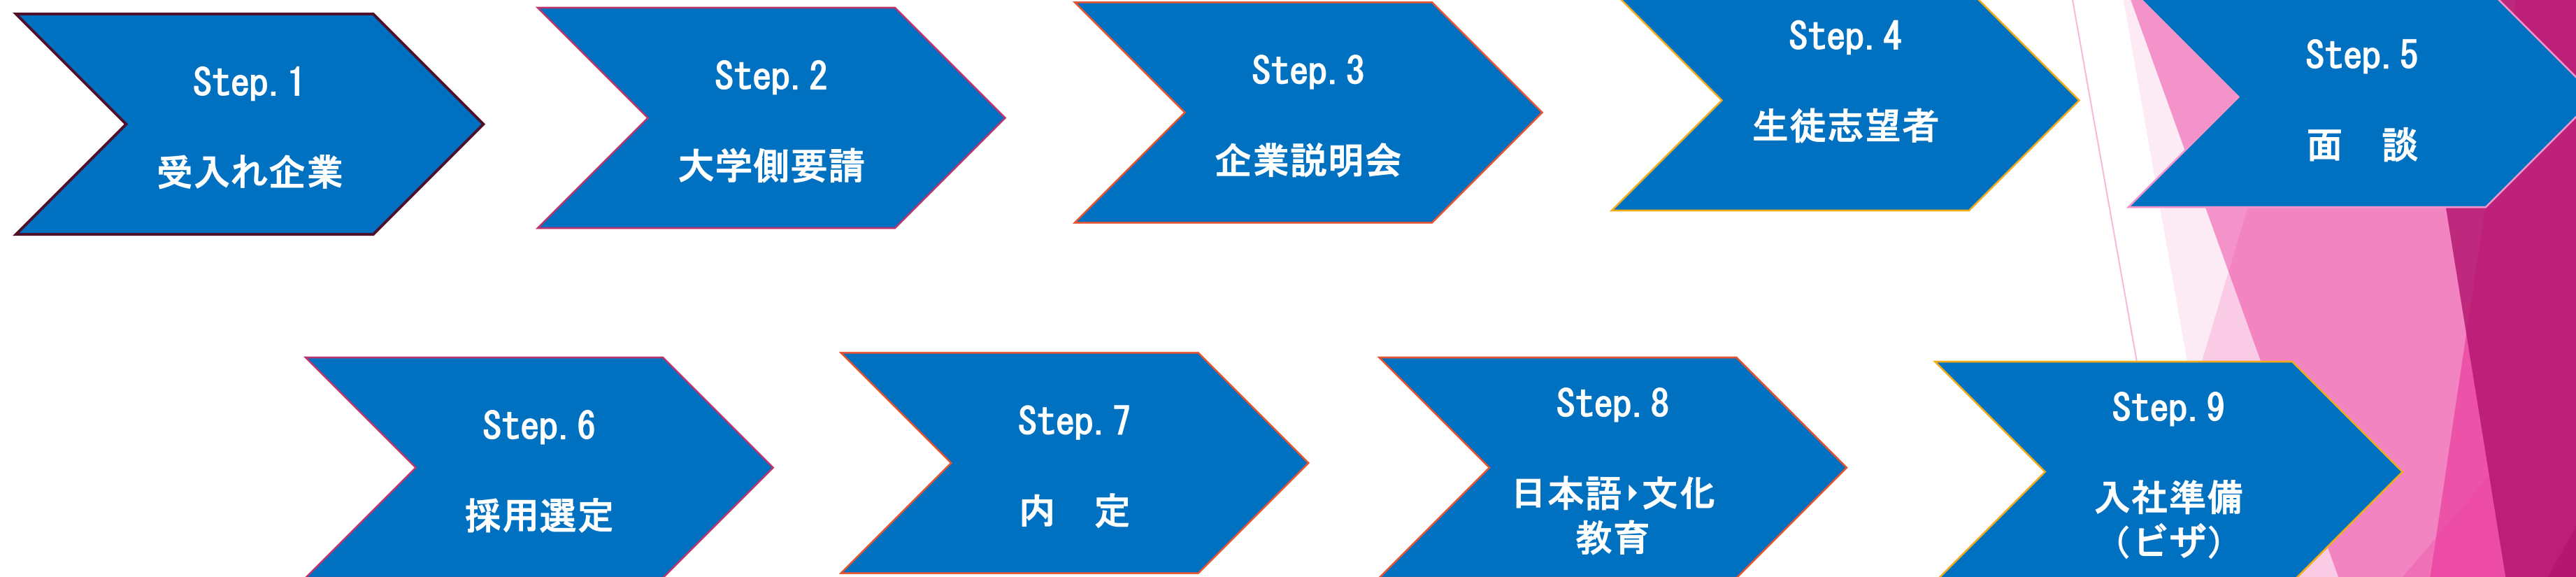 Step.1
受入れ企業
Step.2
大学側要請
Step.3
企業説明会
Step.4
生徒志望者
Step.5
面　談
Step.6
採用選定
Step.7
内　定
Step.8
日本語▸文化
教育
Step.9
入社準備
(ビザ)